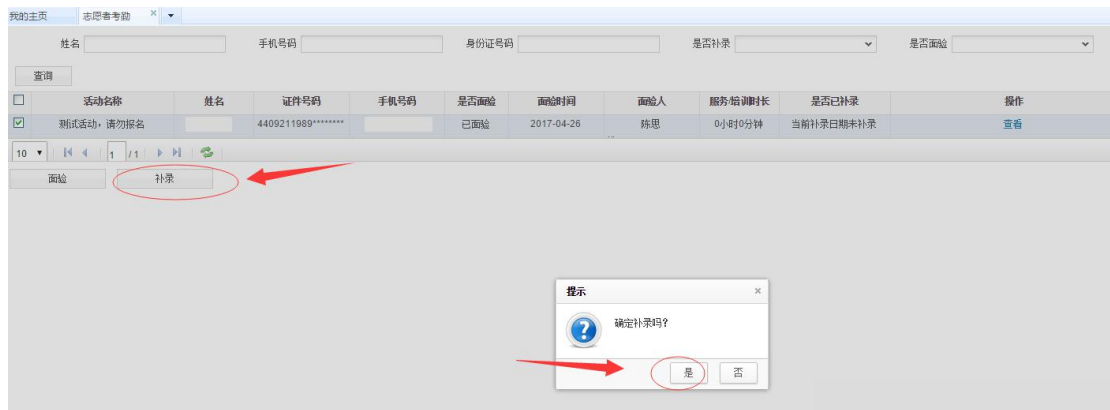 我的主页 志愿者考勤 ×
姓名 手机号码 身份证号码 是否补录 是否面验
查询
活动名称 姓名 证件号码 手机号码 是否面验 面验时间 面验人 服务/培训时长 是否已补录 操作
测试活动，请勿报名 4409211989******** 已面验 2017-04-26 陈思 0小时0分钟 当前补录日期未补录 查看
10 1 /1
面验 补录
提示 ×
确定补录吗?
是 否